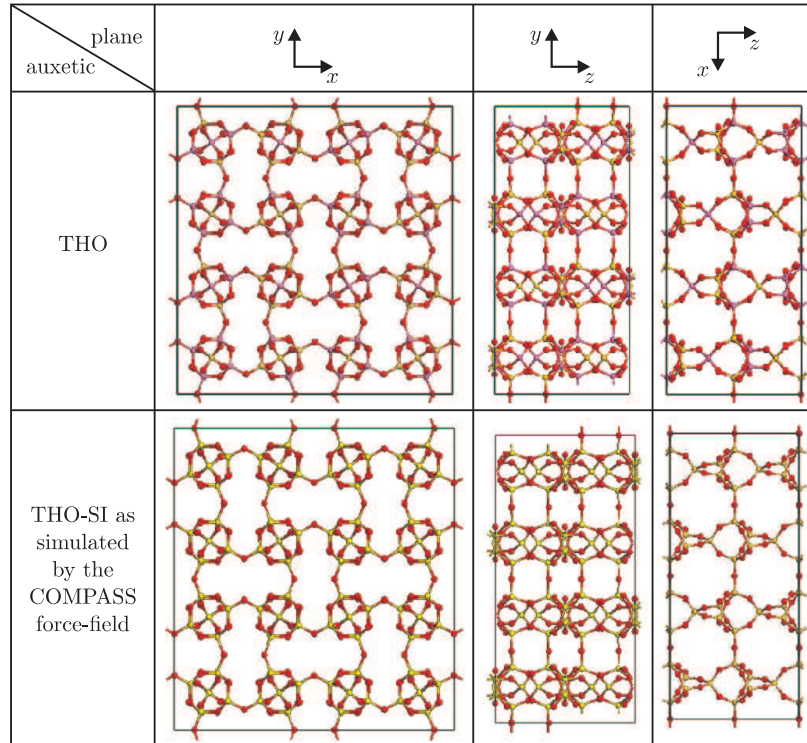 plane
auxetic
y
x
y
z
z
x
THO
THO-SI as
simulated
by the
COMPASS
force-field